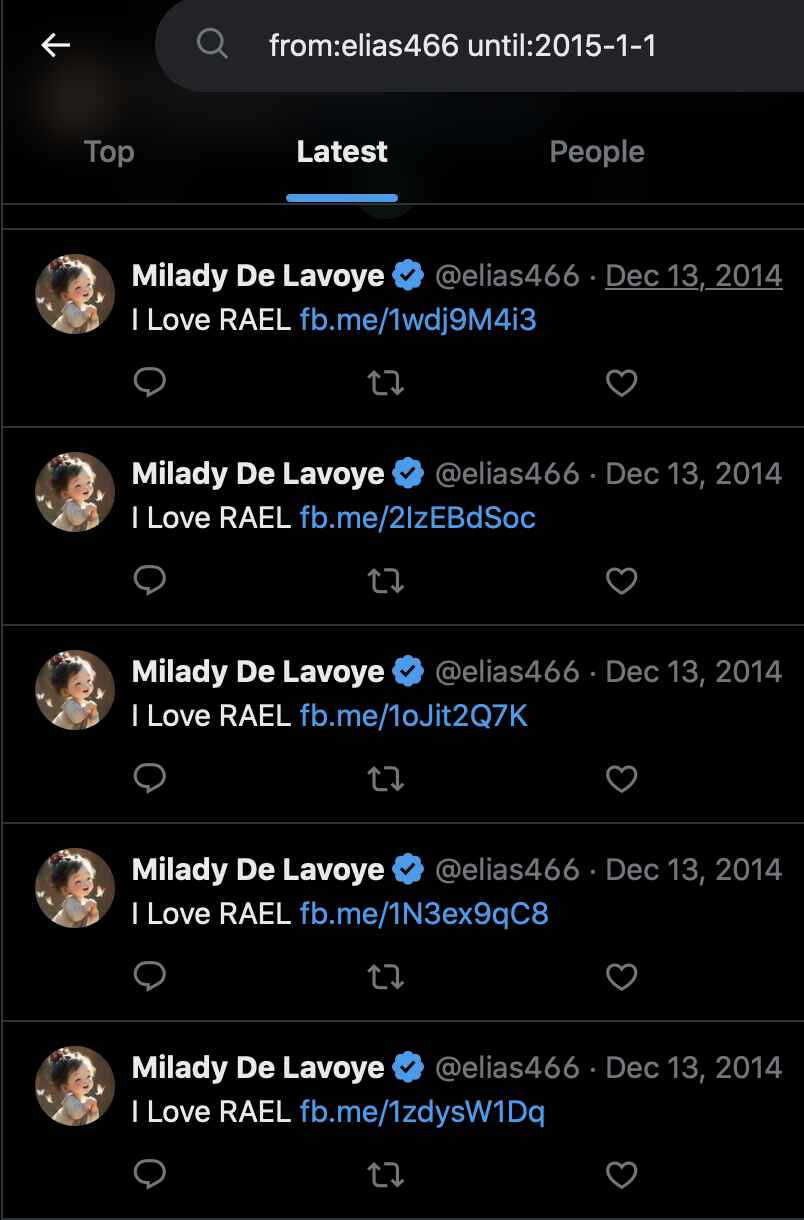 from:elias466 until:2015-1-1
Top Latest People
Milady De Lavoye @elias466 · Dec 13, 2014
I Love RAEL fb.me/1wdj9M4i3
Milady De Lavoye @elias466 · Dec 13, 2014
I Love RAEL fb.me/2IzEBdSoc
Milady De Lavoye @elias466 · Dec 13, 2014
I Love RAEL fb.me/1oJit2Q7K
Milady De Lavoye @elias466 · Dec 13, 2014
I Love RAEL fb.me/1N3ex9qC8
Milady De Lavoye @elias466 · Dec 13, 2014
I Love RAEL fb.me/1zdysW1Dq